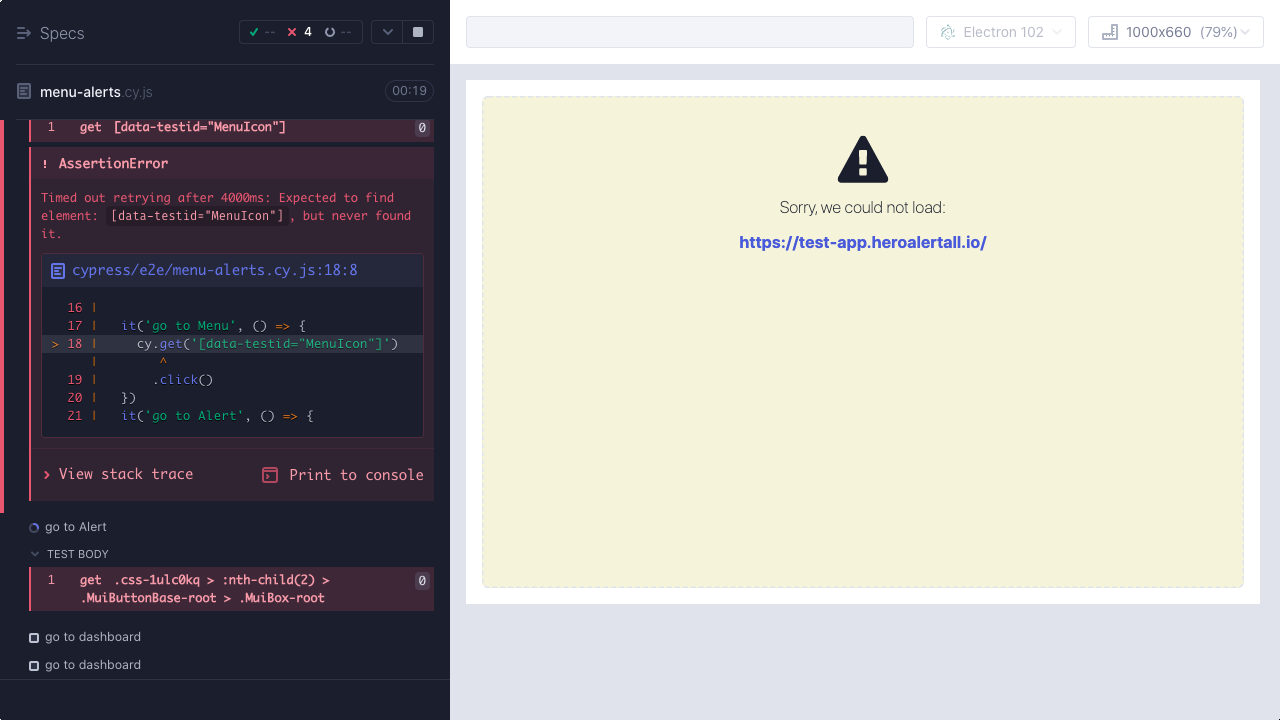 Specs
-- 4 --
menu-alerts.cy.js 00:19
1 get [data-testid="MenuIcon"] 0
! AssertionError
Timed out retrying after 4000ms: Expected to find
element: [data-testid="MenuIcon"], but never found
it.
cypress/e2e/menu-alerts.cy.js:18:8
16 |
17 | it('go to Menu', () => {
> 18 | cy.get('[data-testid="MenuIcon"]')
| ^
19 | .click()
20 | })
21 | it('go to Alert', () => {
View stack trace
Print to console
go to Alert
TEST BODY
1 get .css-1ulc0kq > :nth-child(2) > 0
.MuiButtonBase-root > .MuiBox-root
go to dashboard
go to dashboard
Electron 102
1000x660 (79%)
Sorry, we could not load:
https://test-app.heroalertall.io/